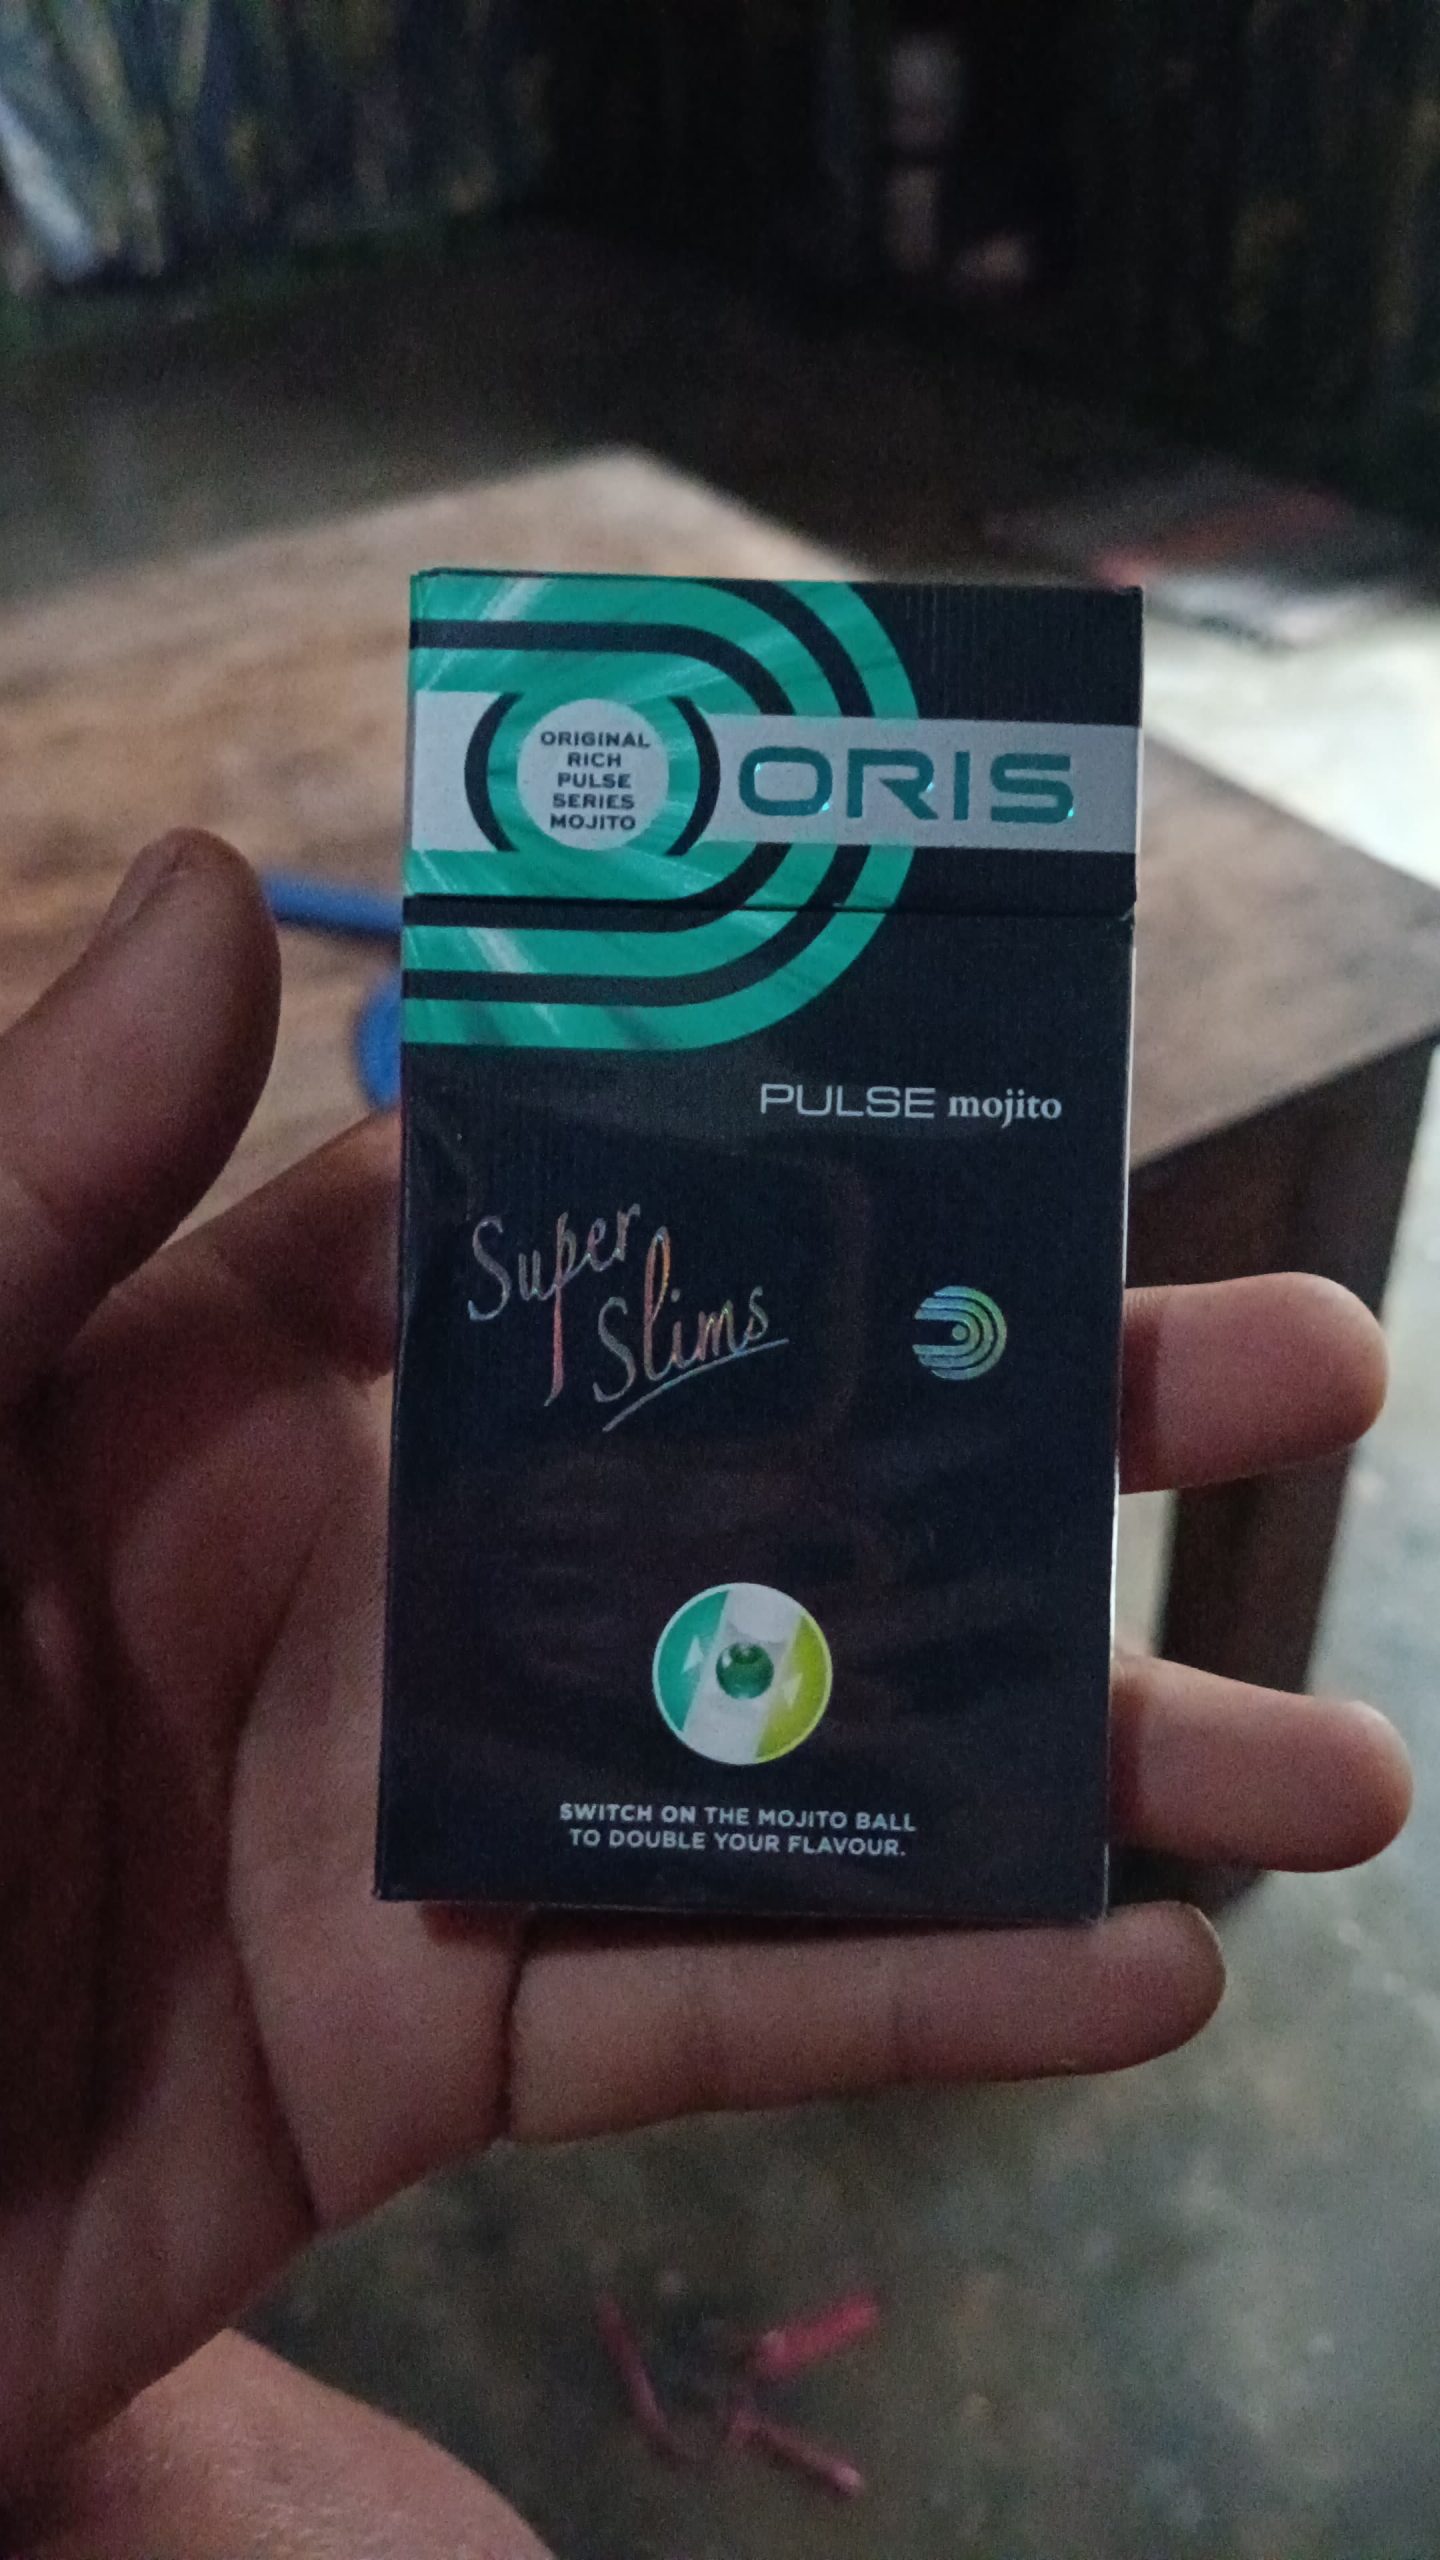 ORIGINAL
RICH
PULSE
SERIES
MOJITO
ORIS
PULSE mojito
Super
Slims
SWITCH ON THE MOJITO BALL
TO DOUBLE YOUR FLAVOUR.